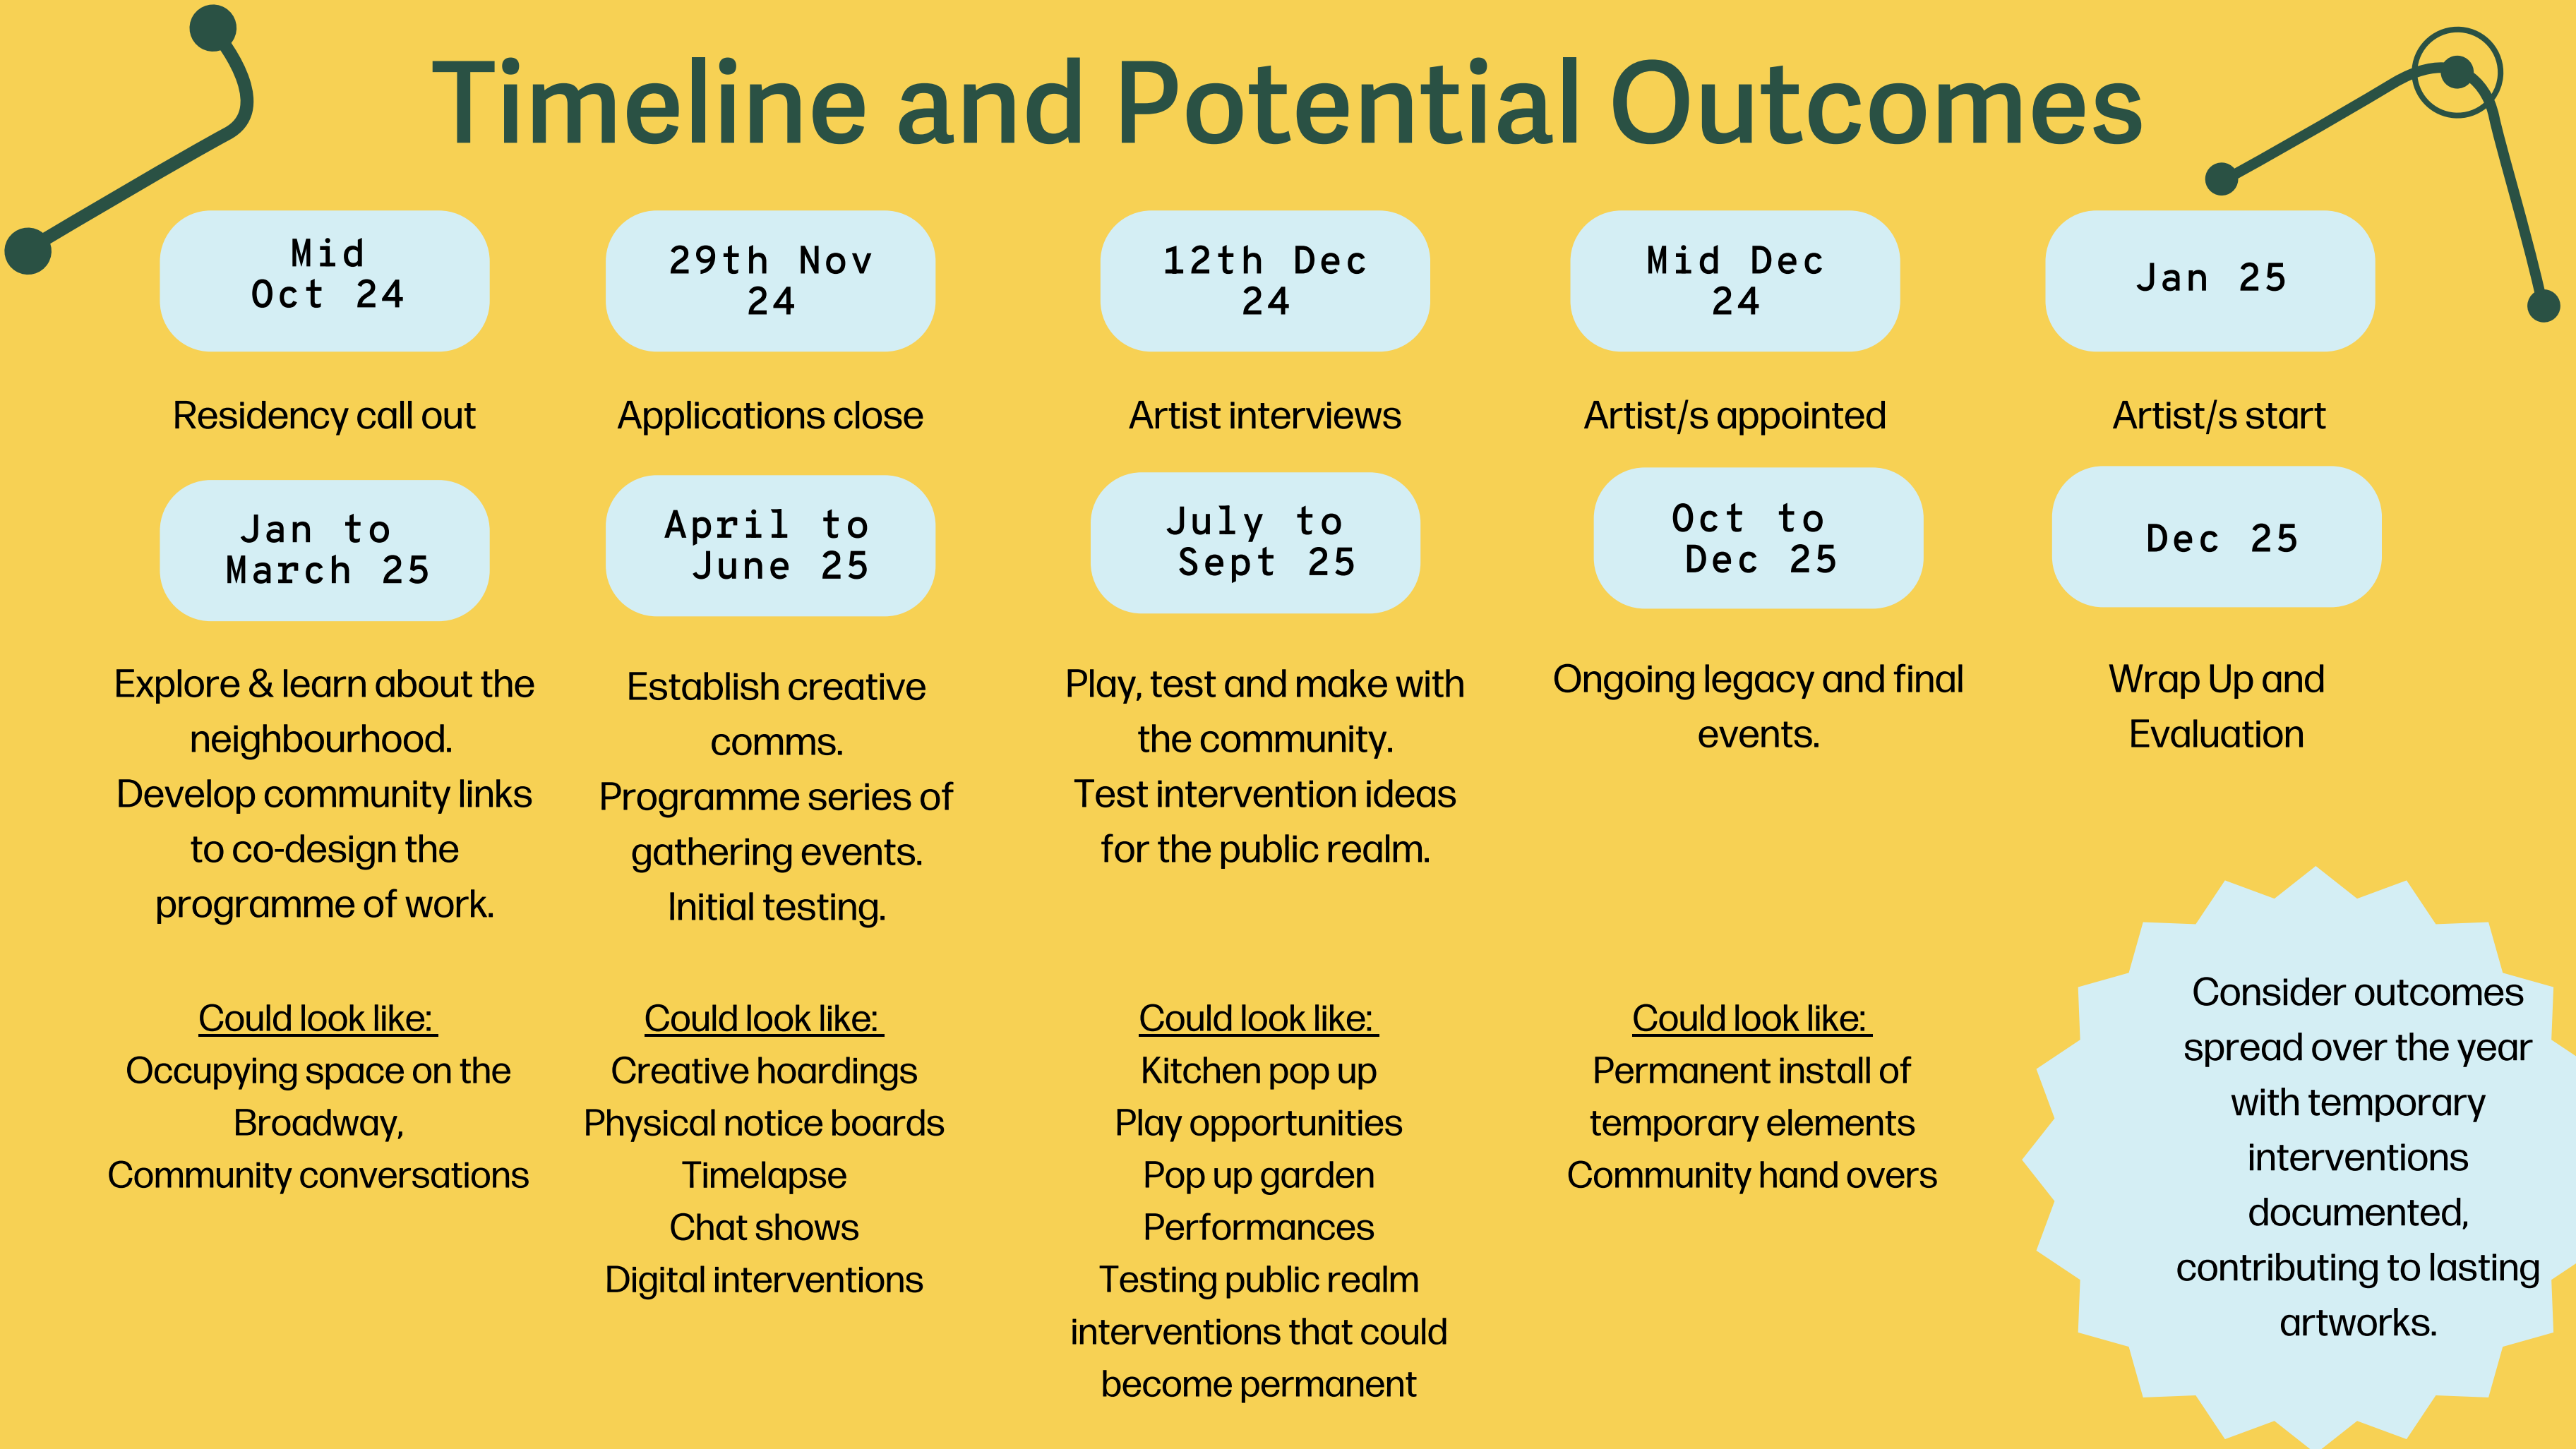 Timeline and Potential Outcomes
Mid
Oct 24
Residency call out
29th Nov
24
Applications close
12th Dec
24
Artist interviews
Mid Dec
24
Artist/s appointed
Jan 25
Artist/s start
Jan to
March 25
Explore & learn about the
neighbourhood.
Develop community links
to co-design the
programme of work.
Could look like:
Occupying space on the
Broadway,
Community conversations
April to
June 25
Establish creative
comms.
Programme series of
gathering events.
Initial testing.
Could look like:
Creative hoardings
Physical notice boards
Timelapse
Chat shows
Digital interventions
July to
Sept 25
Play, test and make with
the community.
Test intervention ideas
for the public realm.
Could look like:
Kitchen pop up
Play opportunities
Pop up garden
Performances
Testing public realm
interventions that could
become permanent
Oct to
Dec 25
Ongoing legacy and final
events.
Could look like:
Permanent install of
temporary elements
Community hand overs
Dec 25
Wrap Up and
Evaluation
Consider outcomes
spread over the year
with temporary
interventions
documented,
contributing to lasting
artworks.